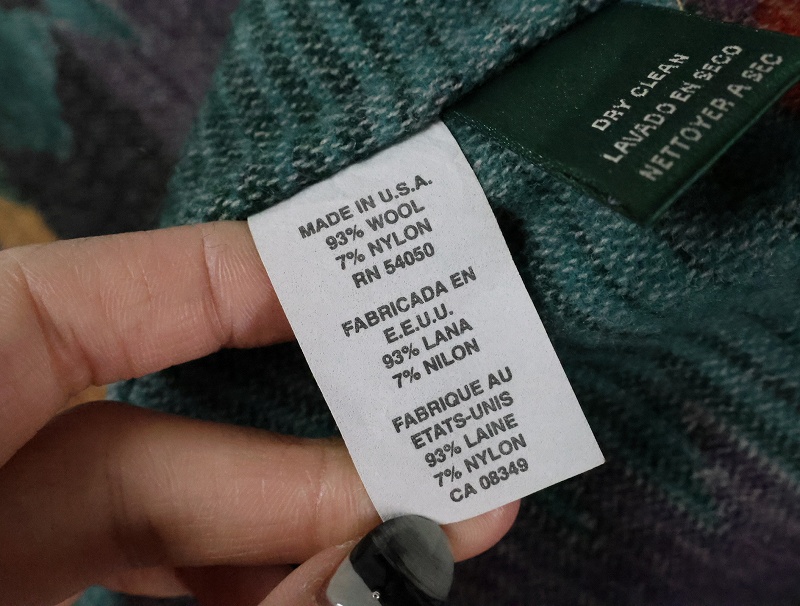 MADE IN U.S.A.
93% WOOL
7% NYLON
RN 54050
FABRICADA EN
E.E.U.U.
93% LANA
7% NILON
FABRIQUE AU
ETATS-UNIS
93% LAINE
7% NYLON
CA 08349
DRY CLEAN
LAVADO EN SECO
NETTOYER A SEC